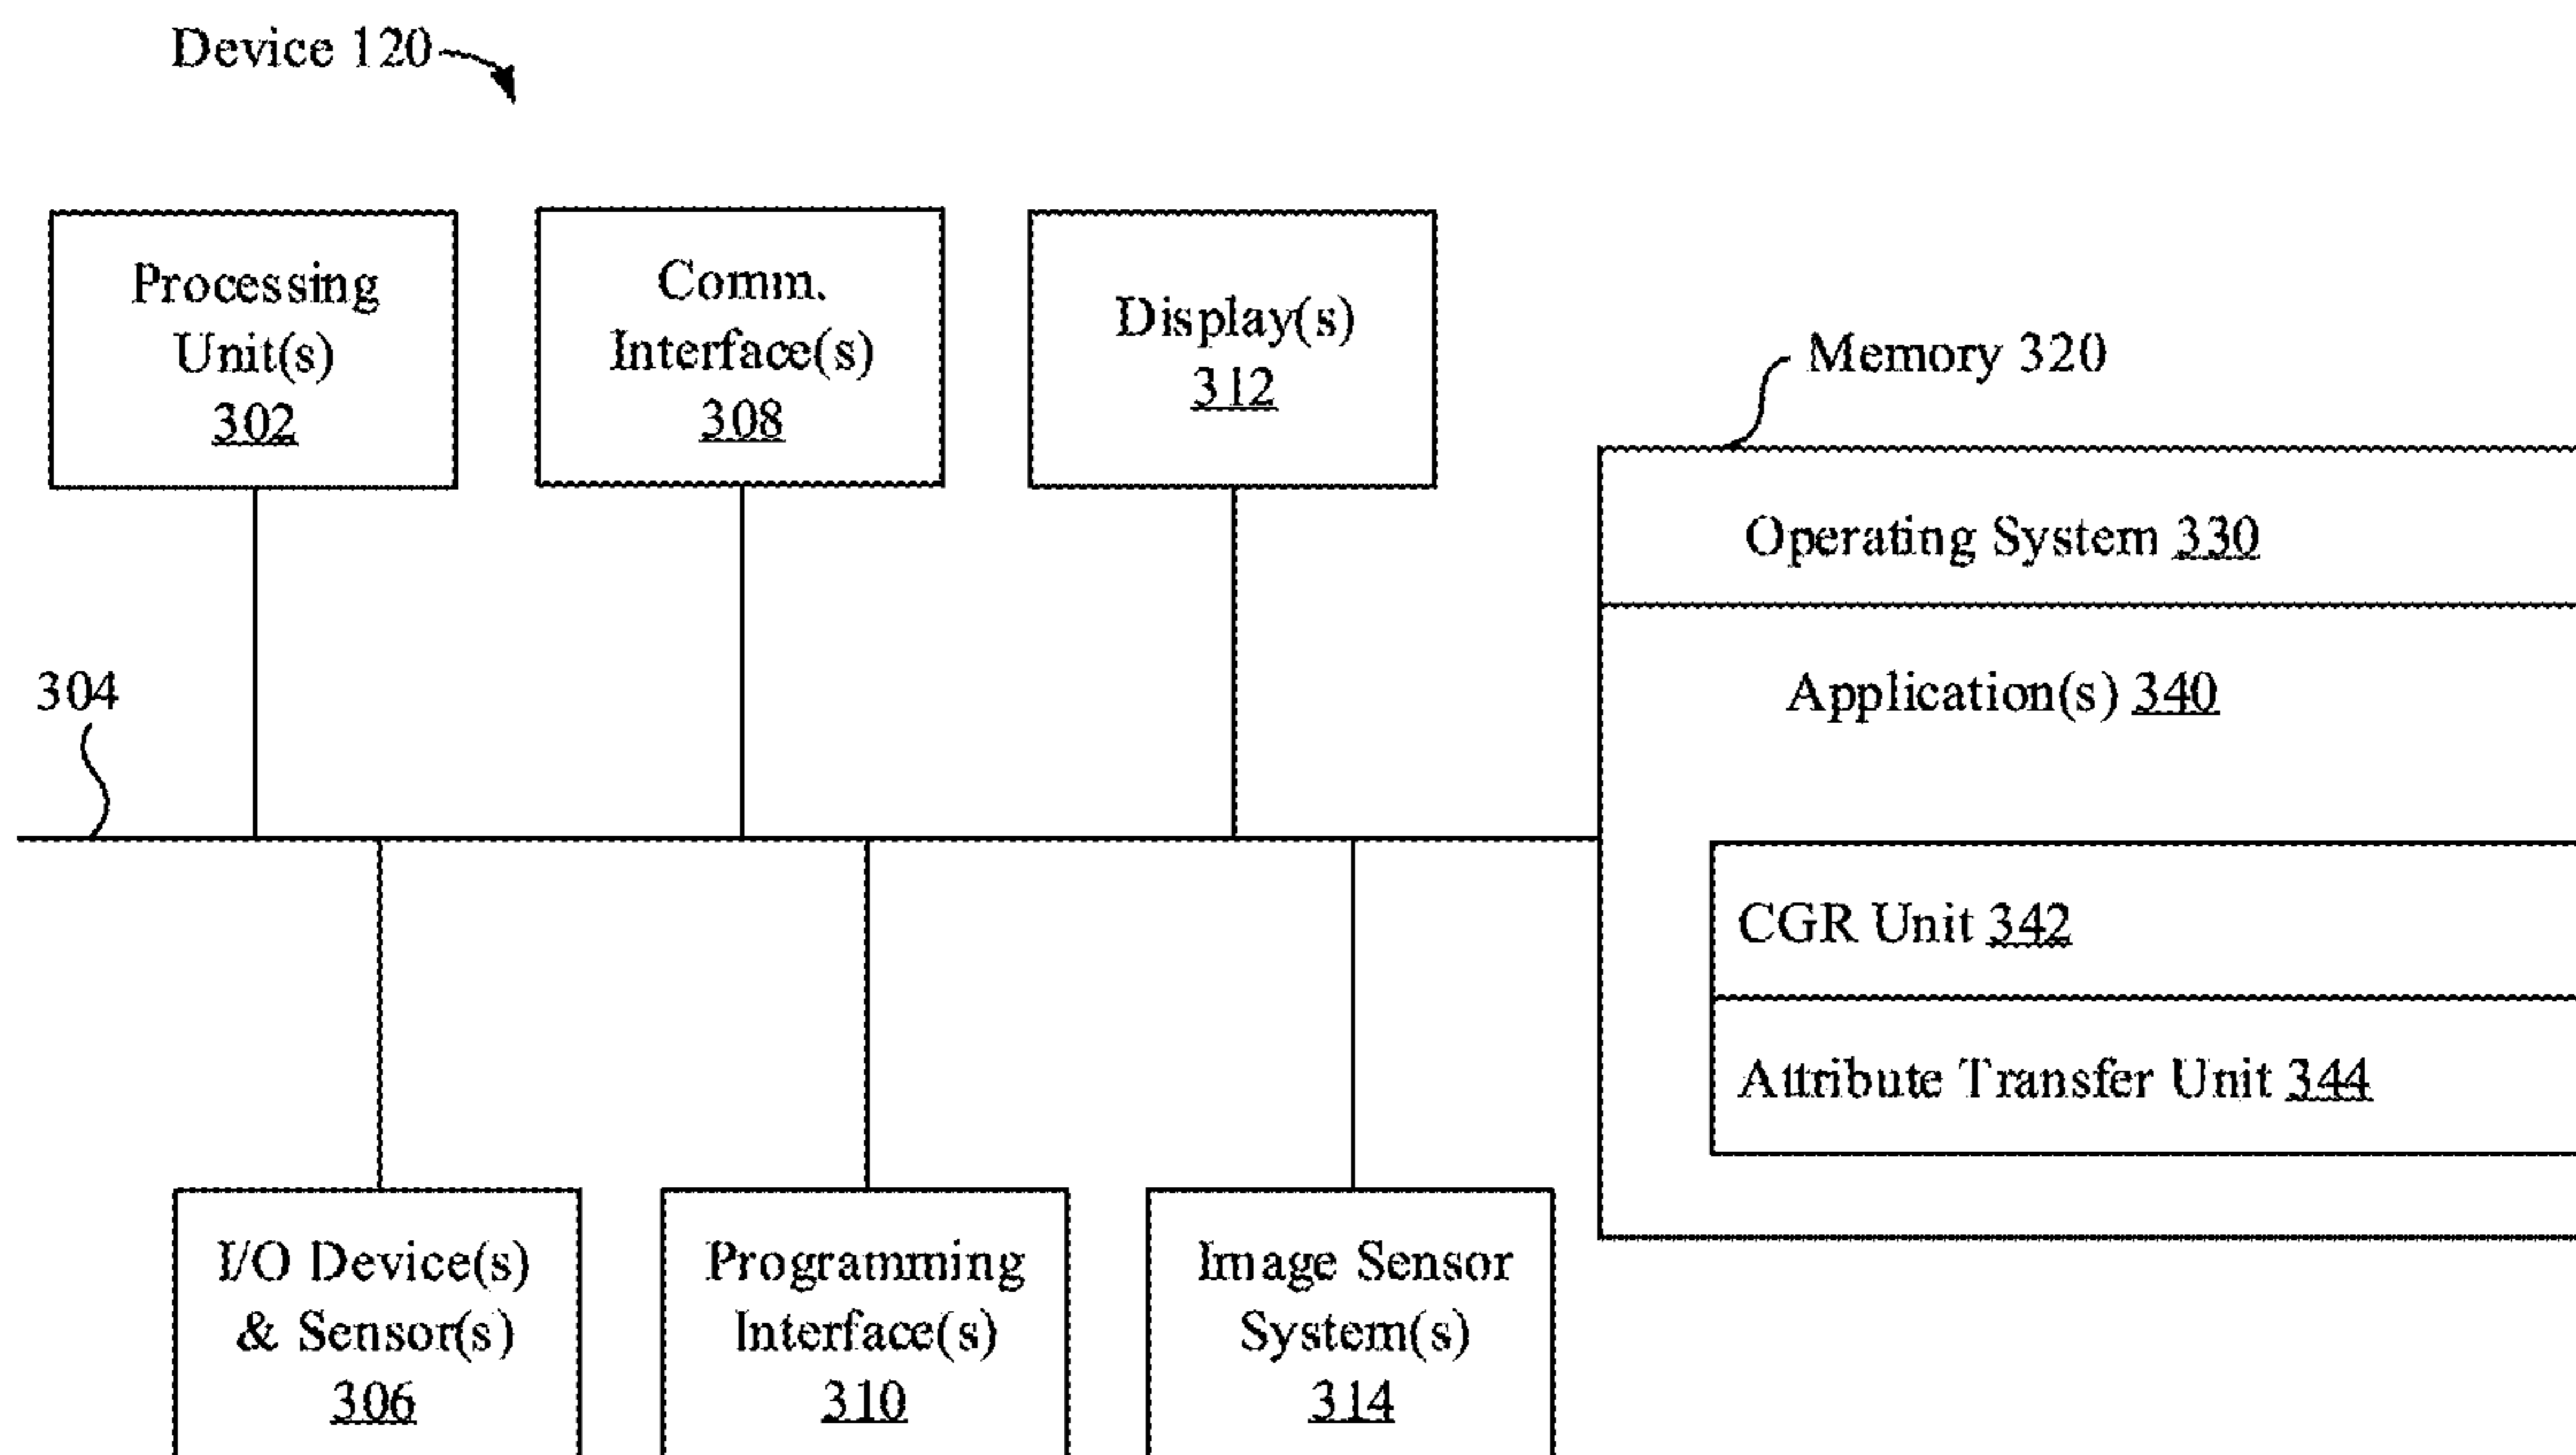 Device 120
Processing
Unit(s)
302
Comm.
Interface(s)
308
Display(s)
312
Memory 320
Operating System 330
Application(s) 340
304
CGR Unit 342
Attribute Transfer Unit 344
I/O Device(s)
& Sensor(s)
306
Programming
Interface(s)
310
Image Sensor
System(s)
314